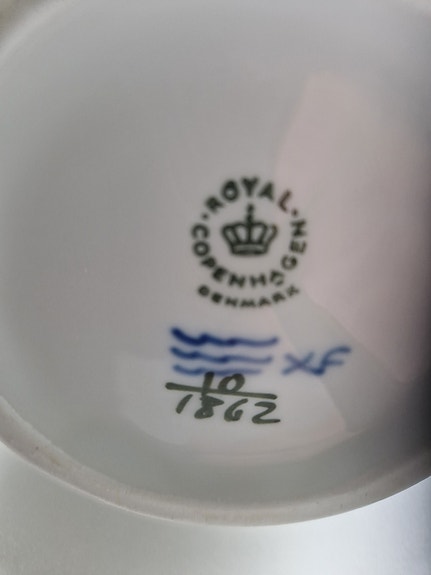 ROYAL
COPENHAGEN
DENMARK
XF
10
1862